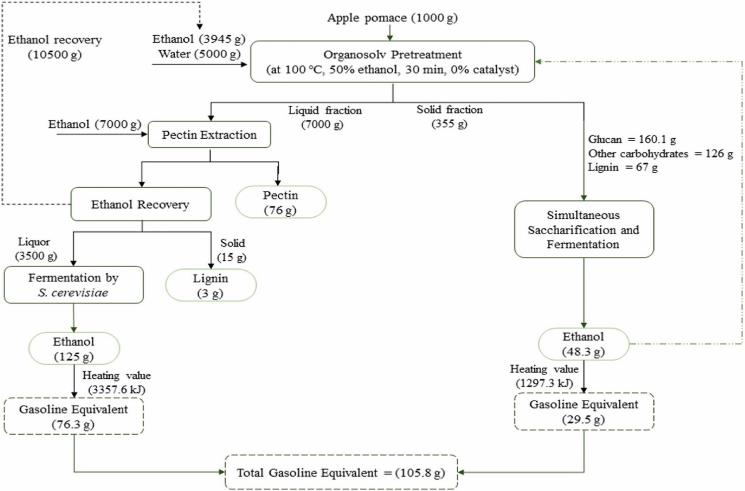 Apple pomace (1000 g)
Ethanol recovery
(10500 g)
Ethanol (3945 g)
Water (5000 g)
Organosolv Pretreatment
(at 100 °C, 50% ethanol, 30 min, 0% catalyst)
Liquid fraction
(7000 g)
Solid fraction
(355 g)
Ethanol (7000 g)
Pectin Extraction
Glucan = 160.1 g
Other carbohydrates = 126 g
Lignin = 67 g
Ethanol Recovery
Pectin
(76 g)
Simultaneous
Saccharification and
Fermentation
Liquor
(3500 g)
Solid
(15 g)
Fermentation by
S. cerevisiae
Lignin
(3 g)
Ethanol
(125 g)
Ethanol
(48.3 g)
Heating value
(3357.6 kJ)
Heating value
(1297.3 kJ)
Gasoline Equivalent
(76.3 g)
Gasoline Equivalent
(29.5 g)
Total Gasoline Equivalent = (105.8 g)